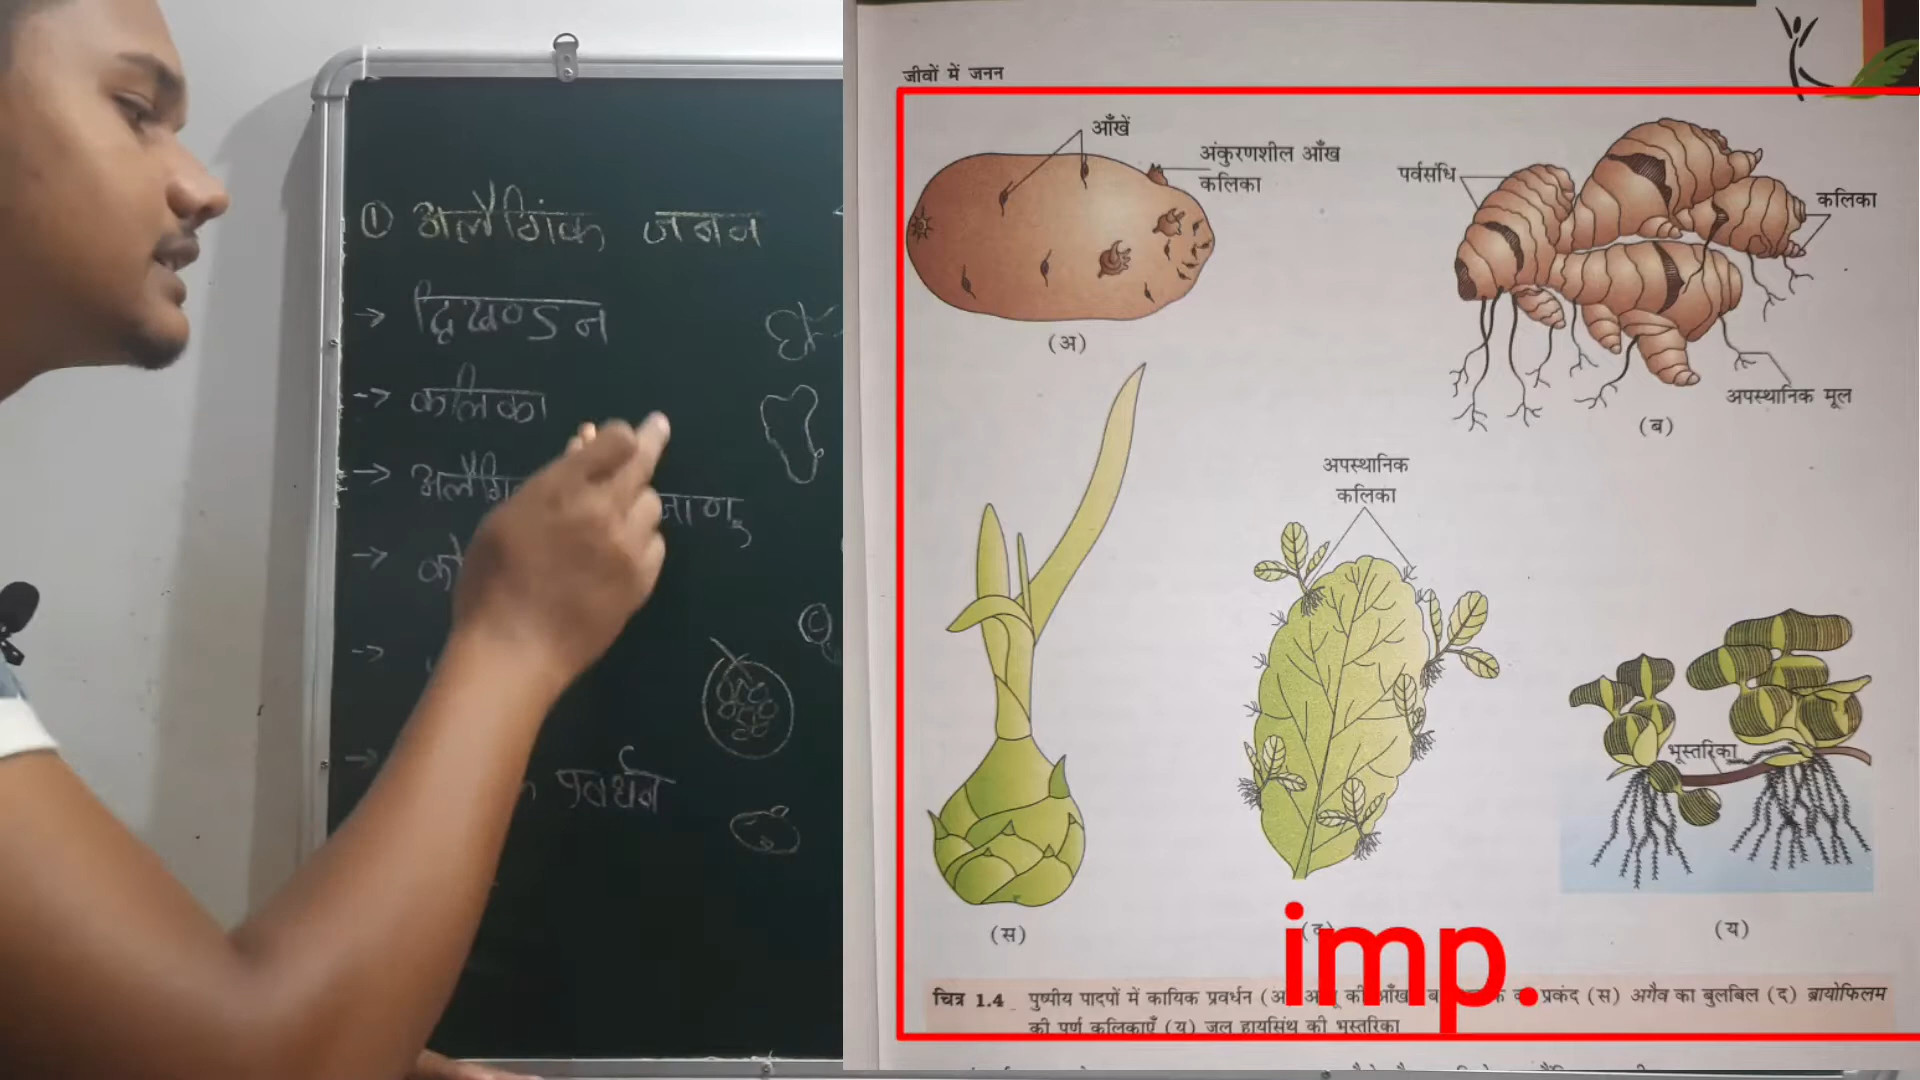 ① अलैगिंक जनन
→ द्विखण्डन
→ कलिका
→
→
→
→ प्रवर्धन
जीवों में जनन
आँखें
अंकुरणशील आँख
कलिका
(अ)
पर्वसंधि
कलिका
अपस्थानिक मूल
(ब)
अपस्थानिक
कलिका
(स)
भूस्तरिका
(य)
imp.
चित्र 1.4 पुष्पीय पादपों में कायिक प्रवर्धन की आँख प्रकंद (स) अगैव का बुलबिल (द) ब्रायोफिलम
की पर्ण कलिकाएँ (य) जल हायसिंथ की भूस्तरिका